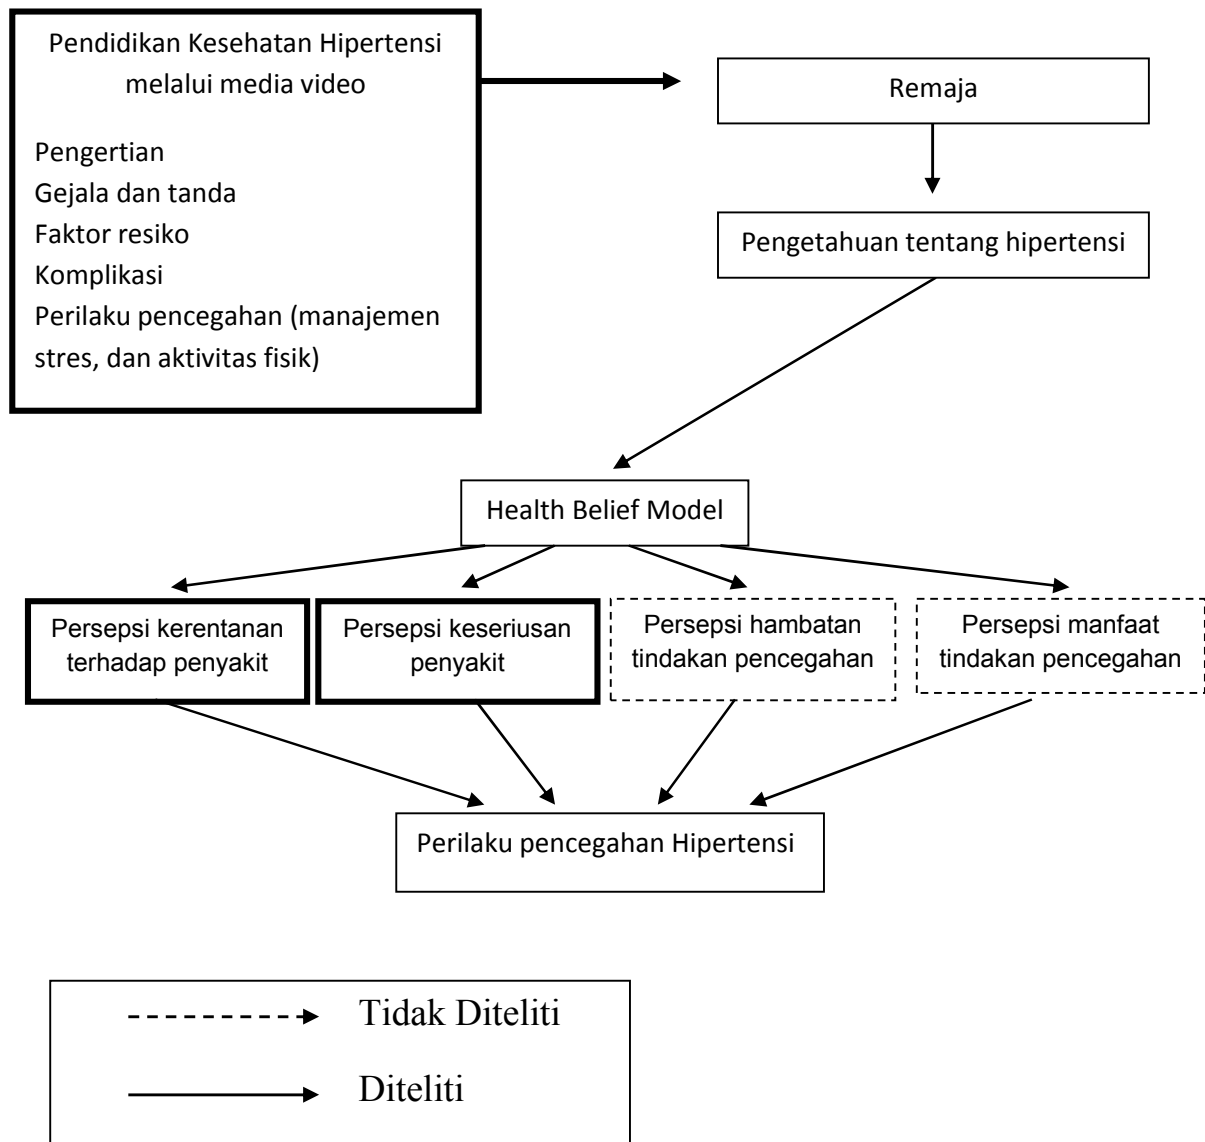 Pendidikan Kesehatan Hipertensi
melalui media video
Pengertian
Gejala dan tanda
Faktor resiko
Komplikasi
Perilaku pencegahan (manajemen
stres, dan aktivitas fisik)
Remaja
Pengetahuan tentang hipertensi
Health Belief Model
Persepsi kerentanan
terhadap penyakit
Persepsi keseriusan
penyakit
Persepsi hambatan
tindakan pencegahan
Persepsi manfaat
tindakan pencegahan
Perilaku pencegahan Hipertensi
Tidak Diteliti
Diteliti